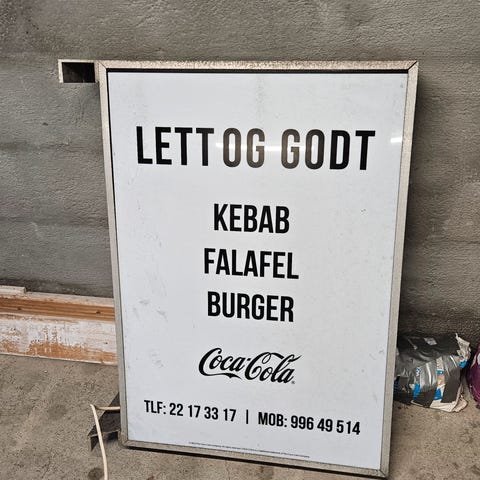 LETT OG GODT
KEBAB
FALAFEL
BURGER
Coca-Cola
TLF: 22 17 33 17 | MOB: 996 49 514